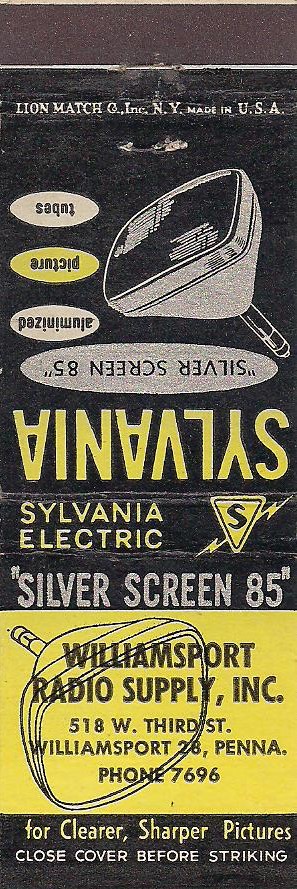 LION MATCH Co., Inc. N.Y. MADE IN U.S.A.
SYLVANIA
"SILVER SCREEN 85"
aluminized
picture
tubes
SYLVANIA
ELECTRIC
S
"SILVER SCREEN 85"
WILLIAMSPORT
RADIO SUPPLY, INC.
518 W. THIRD ST.
WILLIAMSPORT 28, PENNA.
PHONE 7696
for Clearer, Sharper Pictures
CLOSE COVER BEFORE STRIKING